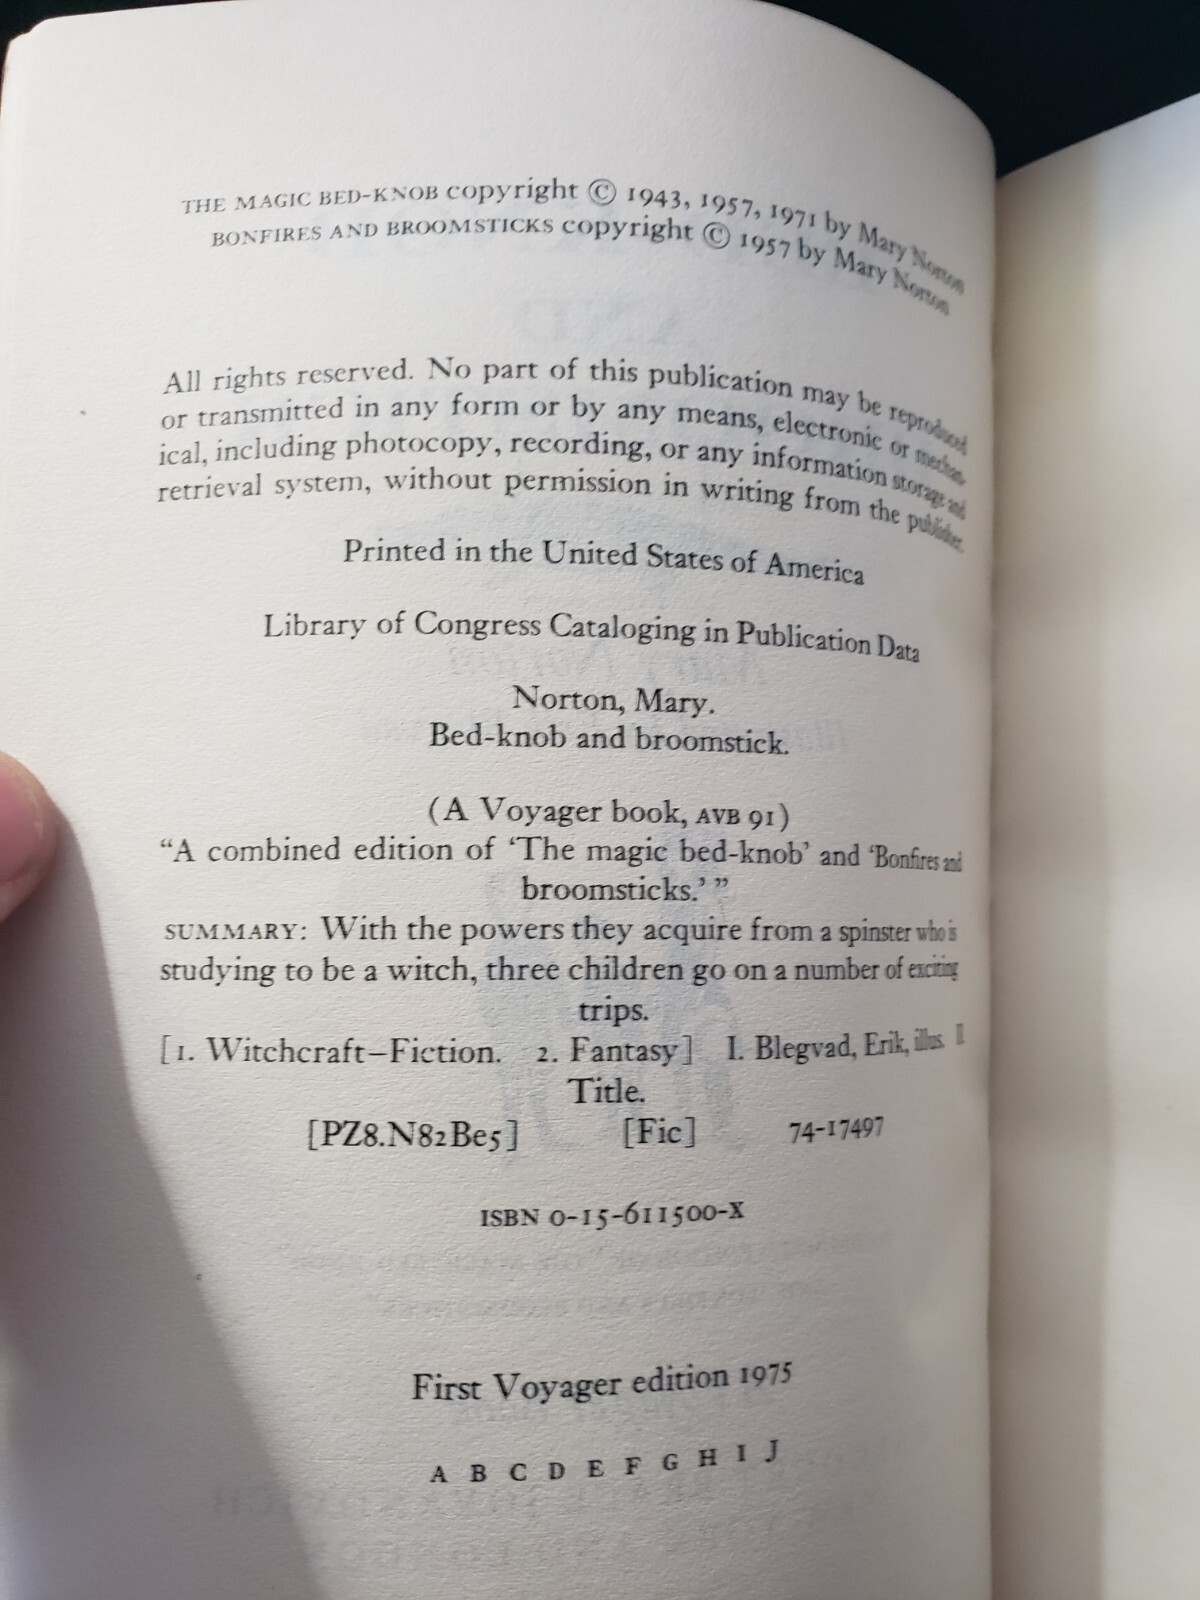 THE MAGIC BED-KNOB copyright © 1943, 1957, 1971 by Mary Norton
BONFIRES AND BROOMSTICKS copyright © 1957 by Mary Norton
All rights reserved. No part of this publication may be reproduced
or transmitted in any form or by any means, electronic or mechan-
ical, including photocopy, recording, or any information storage and
retrieval system, without permission in writing from the publisher.
Printed in the United States of America
Library of Congress Cataloging in Publication Data
Norton, Mary.
Bed-knob and broomstick.
(A Voyager book, AVB 91)
“A combined edition of ‘The magic bed-knob’ and ‘Bonfires and
broomsticks.’ ”
SUMMARY: With the powers they acquire from a spinster who is
studying to be a witch, three children go on a number of exciting
trips.
[1. Witchcraft–Fiction. 2. Fantasy] I. Blegvad, Erik, illus. II.
Title.
[PZ8.N82Be5] [Fic] 74-17497
ISBN 0-15-611500-X
First Voyager edition 1975
A B C D E F G H I J